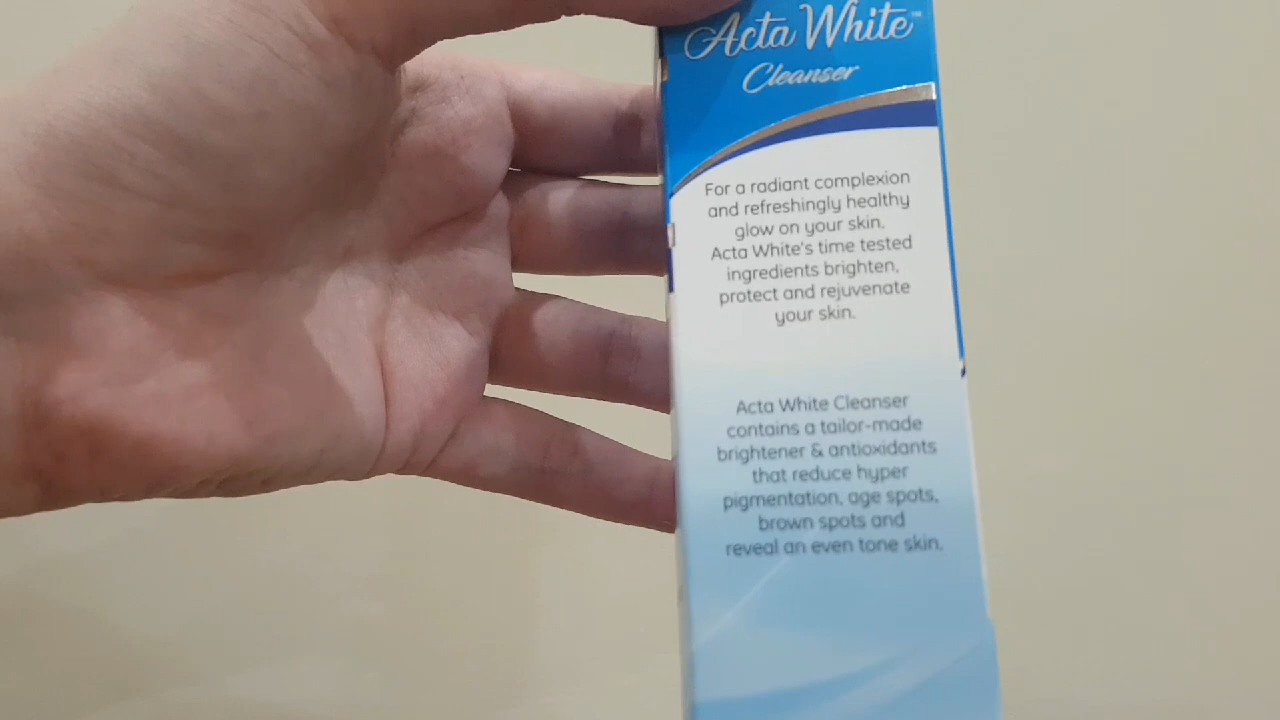 Acta White™
Cleanser
For a radiant complexion
and refreshingly healthy
glow on your skin.
Acta White's time tested
ingredients brighten,
protect and rejuvenate
your skin.
Acta White Cleanser
contains a tailor-made
brightener & antioxidants
that reduce hyper
pigmentation, age spots,
brown spots and
reveal an even tone skin.